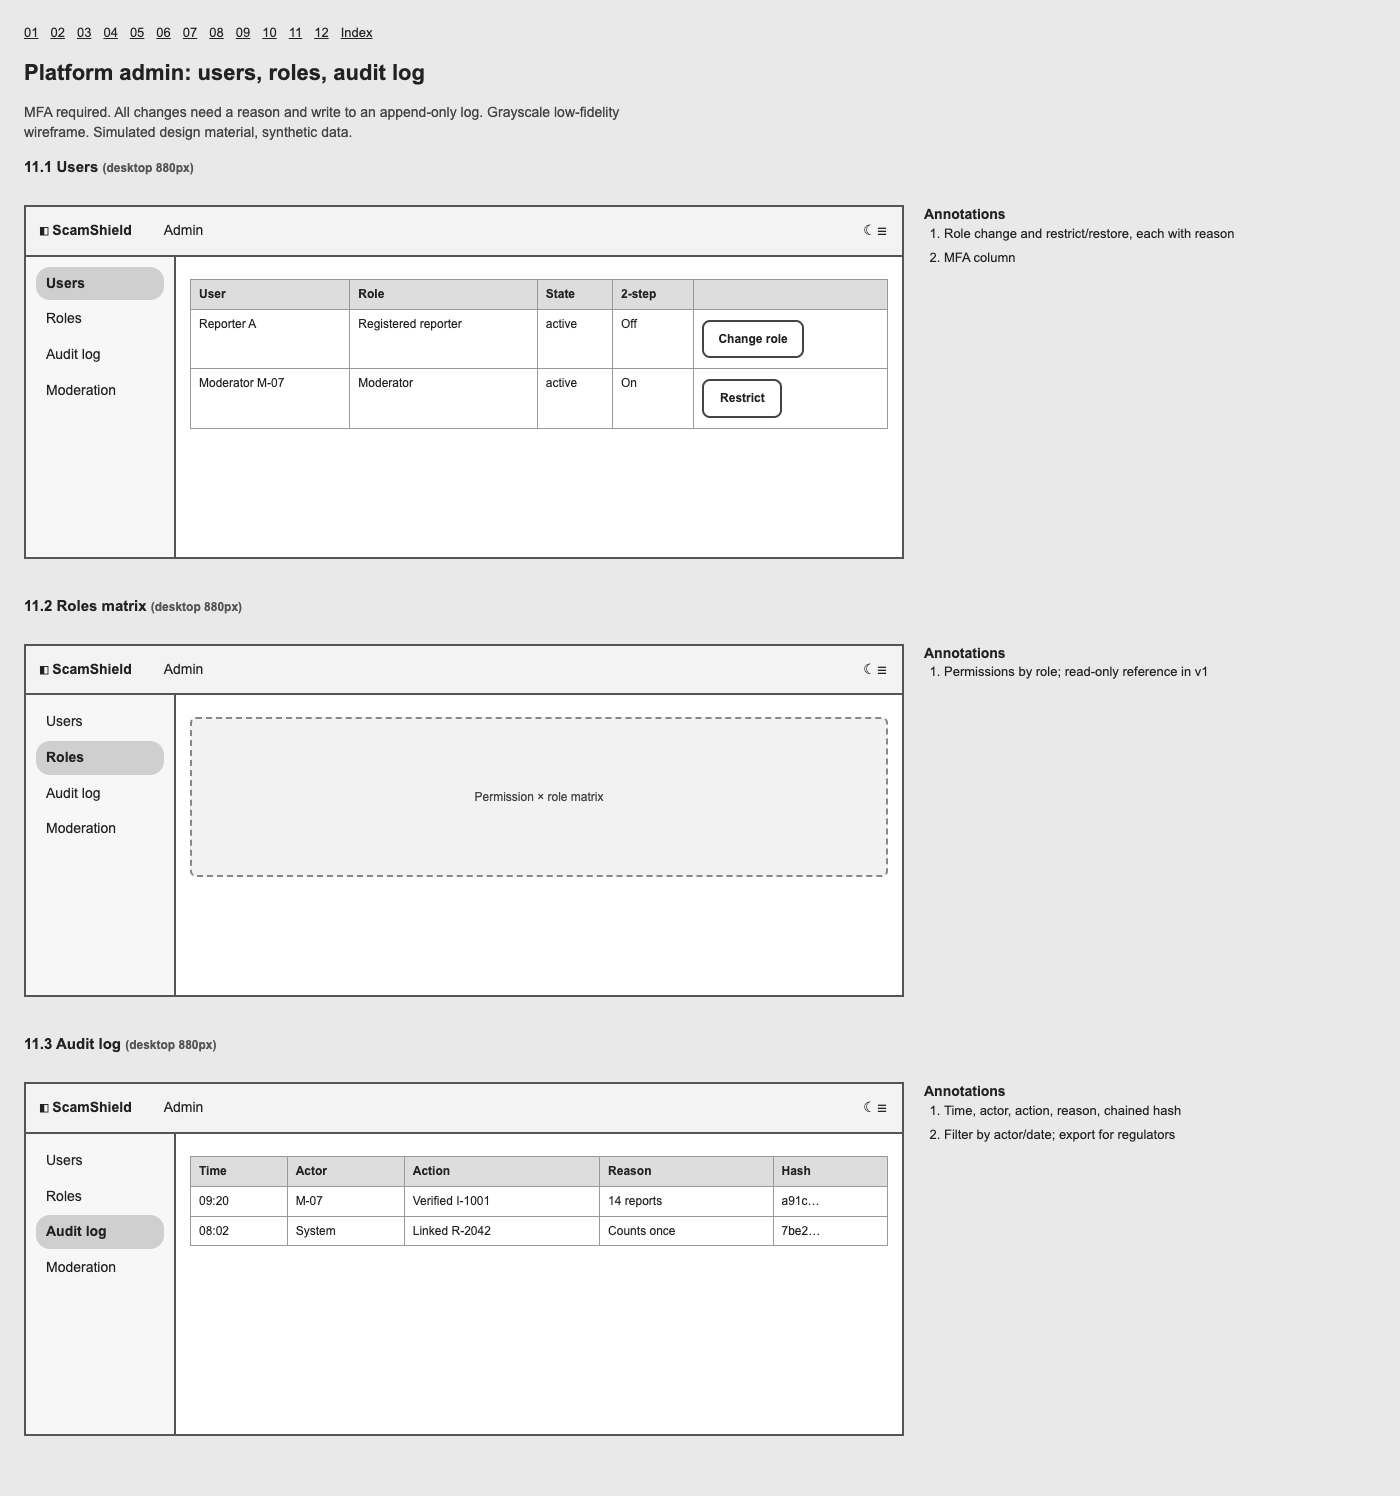 01 02 03 04 05 06 07 08 09 10 11 12 Index
Platform admin: users, roles, audit log
MFA required. All changes need a reason and write to an append-only log. Grayscale low-fidelity
wireframe. Simulated design material, synthetic data.
11.1 Users (desktop 880px)
ScamShield Admin
Users
Roles
Audit log
Moderation
User Role State 2-step
Reporter A Registered reporter active Off Change role
Moderator M-07 Moderator active On Restrict
Annotations
1. Role change and restrict/restore, each with reason
2. MFA column
11.2 Roles matrix (desktop 880px)
ScamShield Admin
Users
Roles
Audit log
Moderation
Permission × role matrix
Annotations
1. Permissions by role; read-only reference in v1
11.3 Audit log (desktop 880px)
ScamShield Admin
Users
Roles
Audit log
Moderation
Time Actor Action Reason Hash
09:20 M-07 Verified I-1001 14 reports a91c…
08:02 System Linked R-2042 Counts once 7be2…
Annotations
1. Time, actor, action, reason, chained hash
2. Filter by actor/date; export for regulators